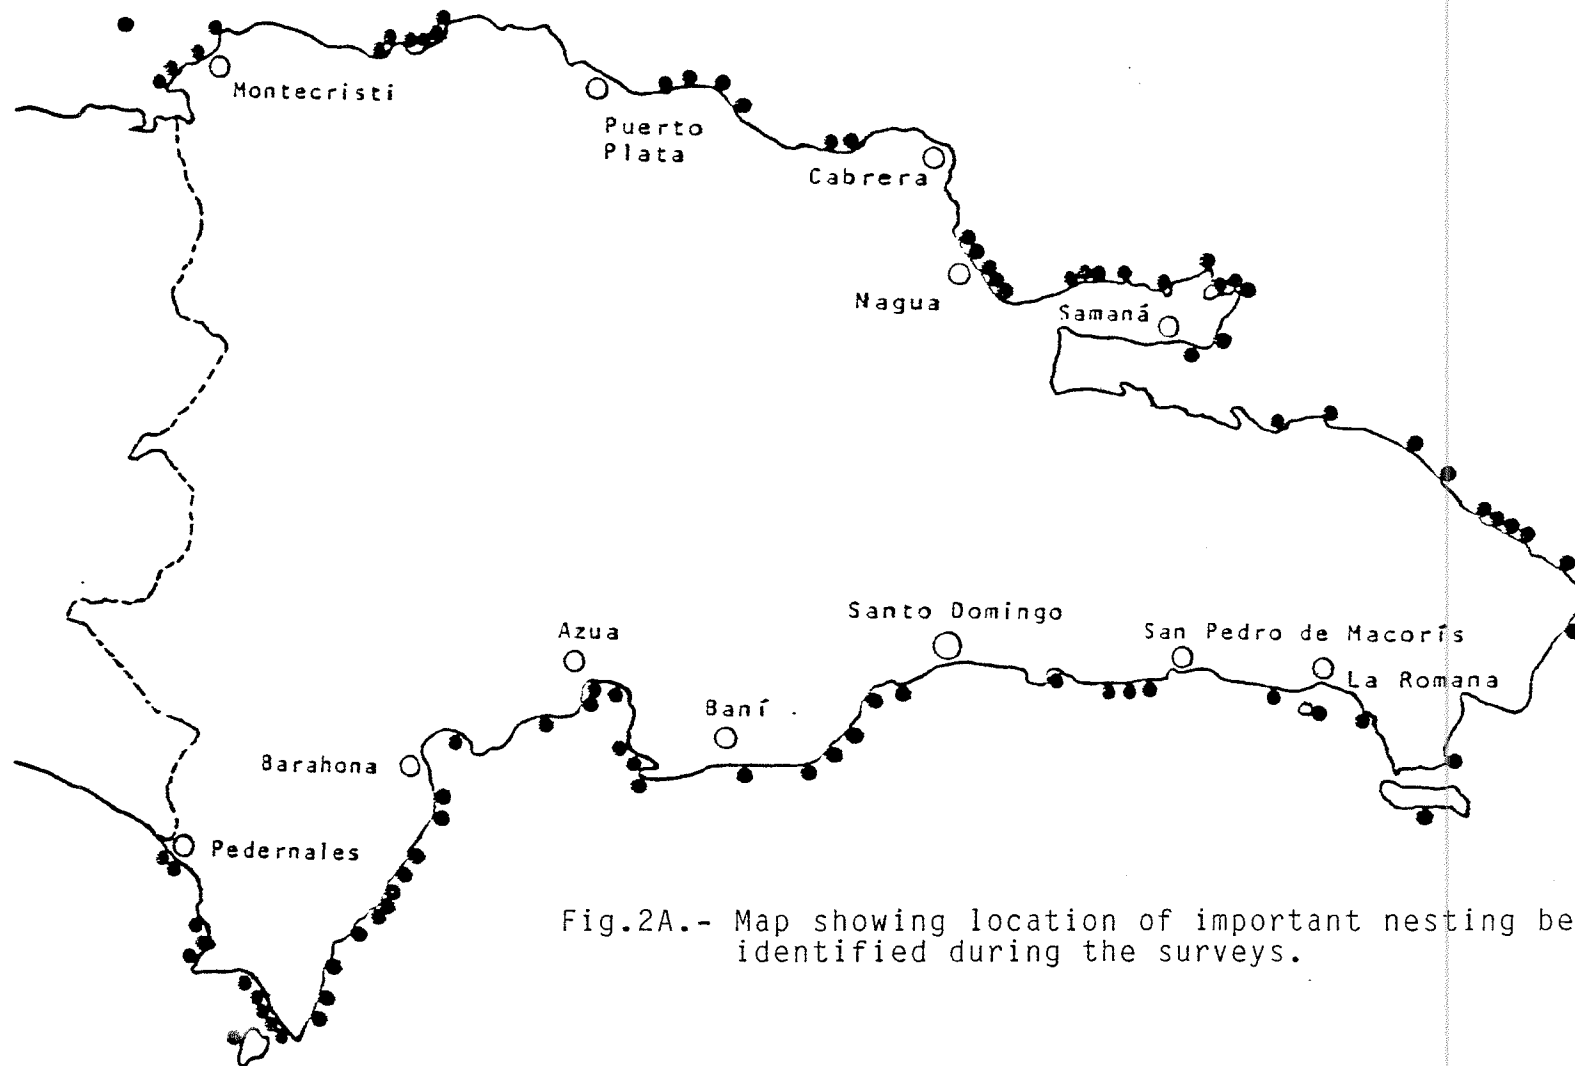 Montecristi
Puerto
Plata
Cabrera
Nagua
Samaná
Santo Domingo
Azua
San Pedro de Macorís
La Romana
Baní
Barahona
Pedernales
Fig.2A.- Map showing location of important nesting be
identified during the surveys.